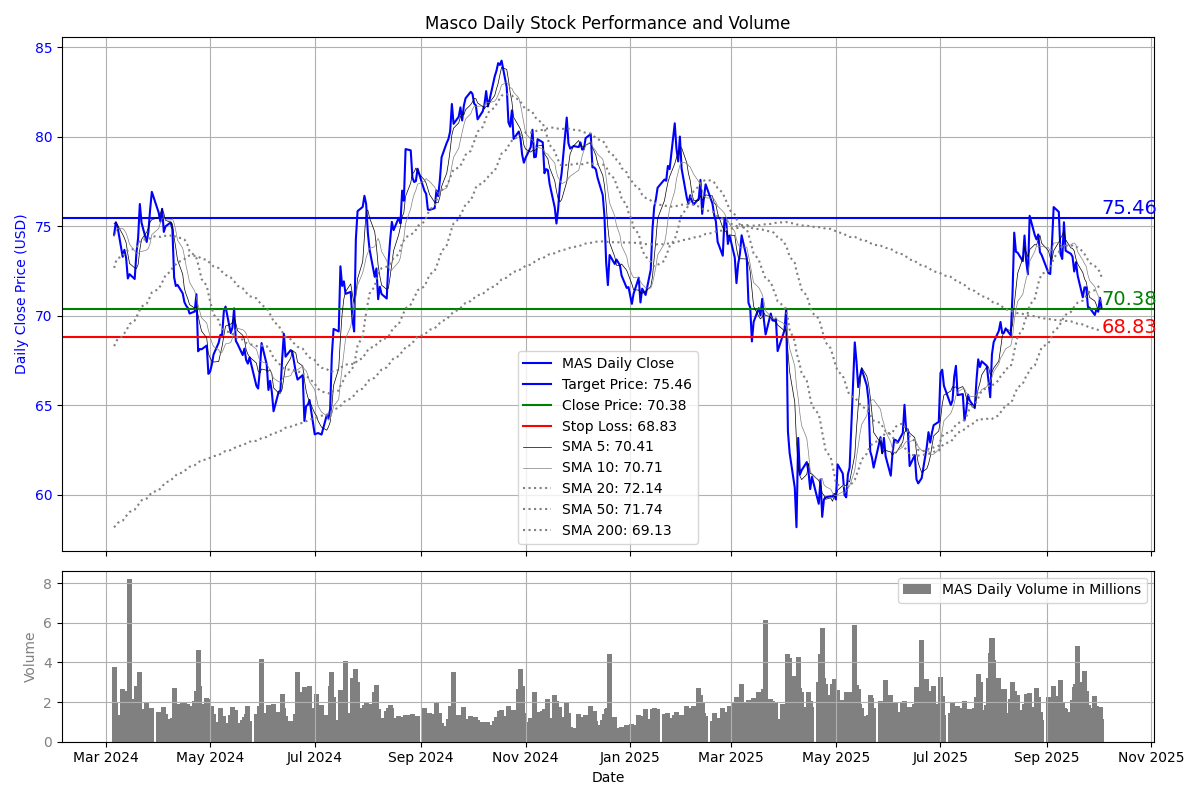 Masco Daily Stock Performance and Volume
Daily Close Price (USD)
85
80
75
70
65
60
75.46
70.38
68.83
MAS Daily Close
Target Price: 75.46
Close Price: 70.38
Stop Loss: 68.83
SMA 5: 70.41
SMA 10: 70.71
SMA 20: 72.14
SMA 50: 71.74
SMA 200: 69.13
Volume
8
6
4
2
0
MAS Daily Volume in Millions
Mar 2024 May 2024 Jul 2024 Sep 2024 Nov 2024 Jan 2025 Mar 2025 May 2025 Jul 2025 Sep 2025 Nov 2025
Date